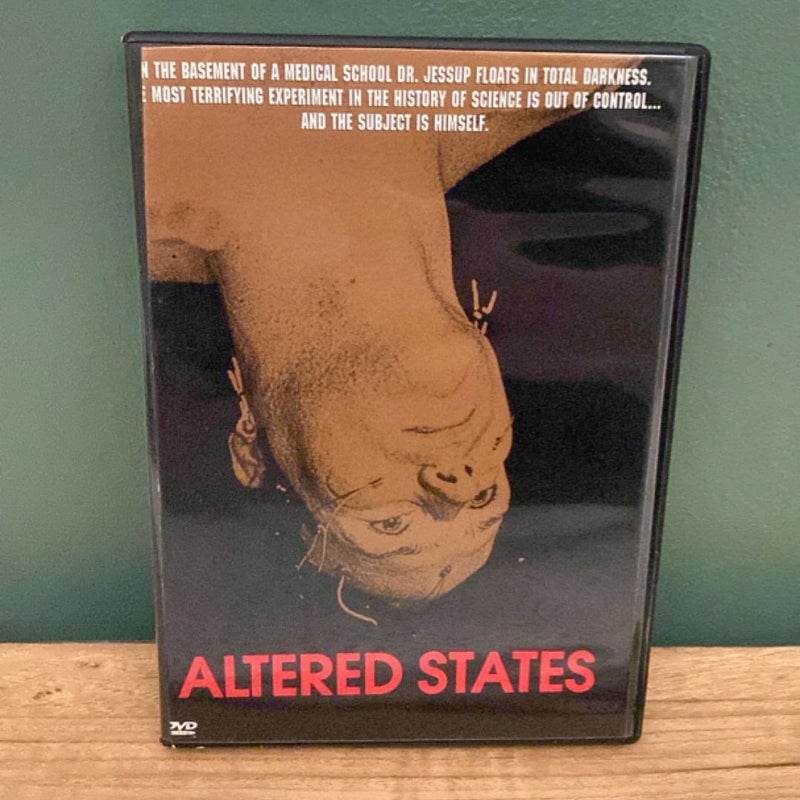 N THE BASEMENT OF A MEDICAL SCHOOL DR. JESSUP FLOATS IN TOTAL DARKNESS.
E MOST TERRIFYING EXPERIMENT IN THE HISTORY OF SCIENCE IS OUT OF CONTROL...
AND THE SUBJECT IS HIMSELF.
ALTERED STATES
DVD